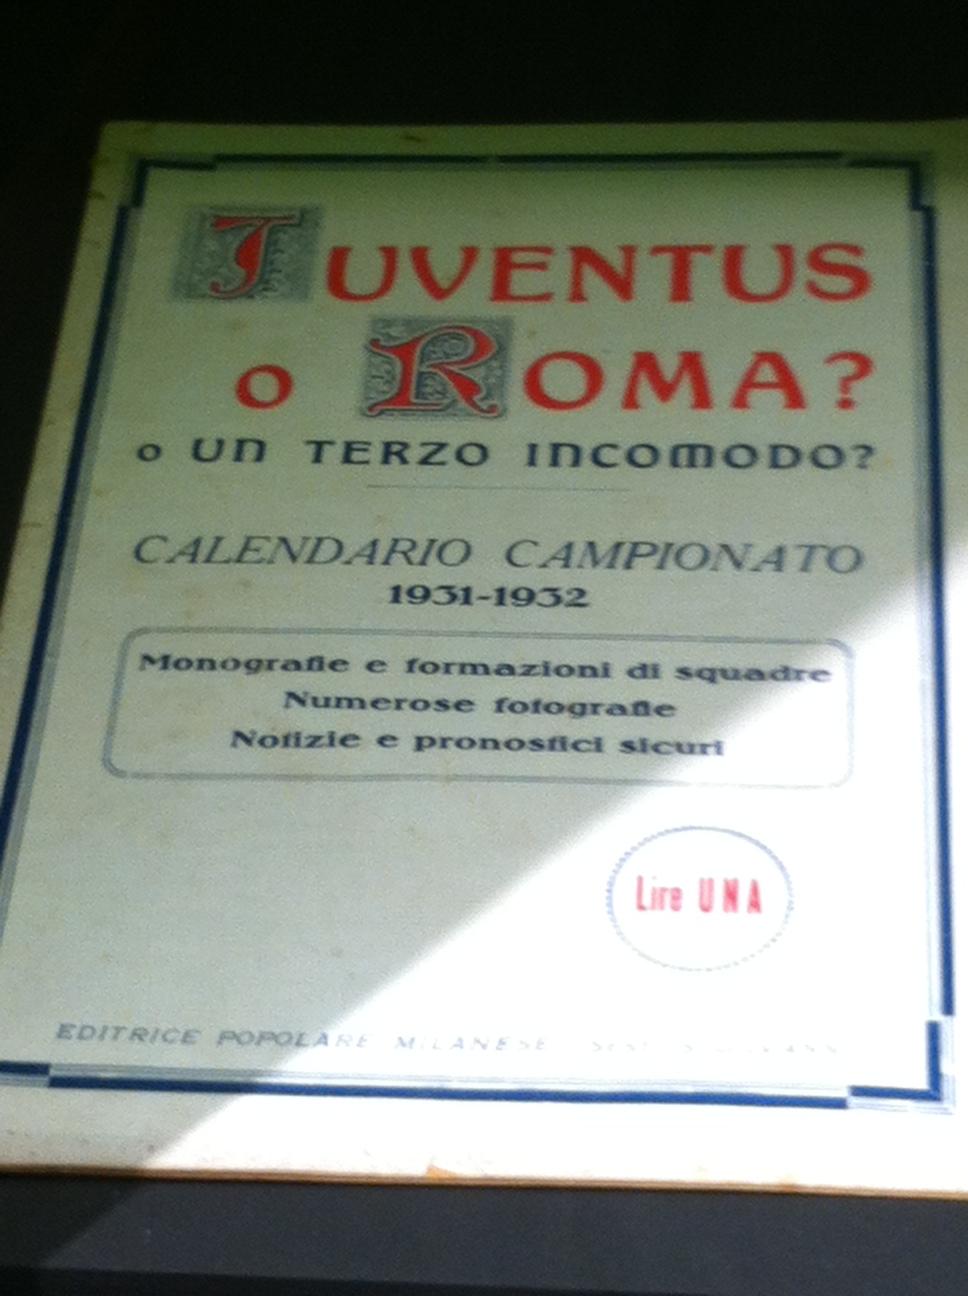 JUVENTUS
o ROMA?
o UN TERZO INCOMODO?
CALENDARIO CAMPIONATO
1931-1932
Monografie e formazioni di squadre
Numerose fotografie
Notizie e pronostici sicuri
Lire UNA
EDITRICE POPOLARE MILANESE